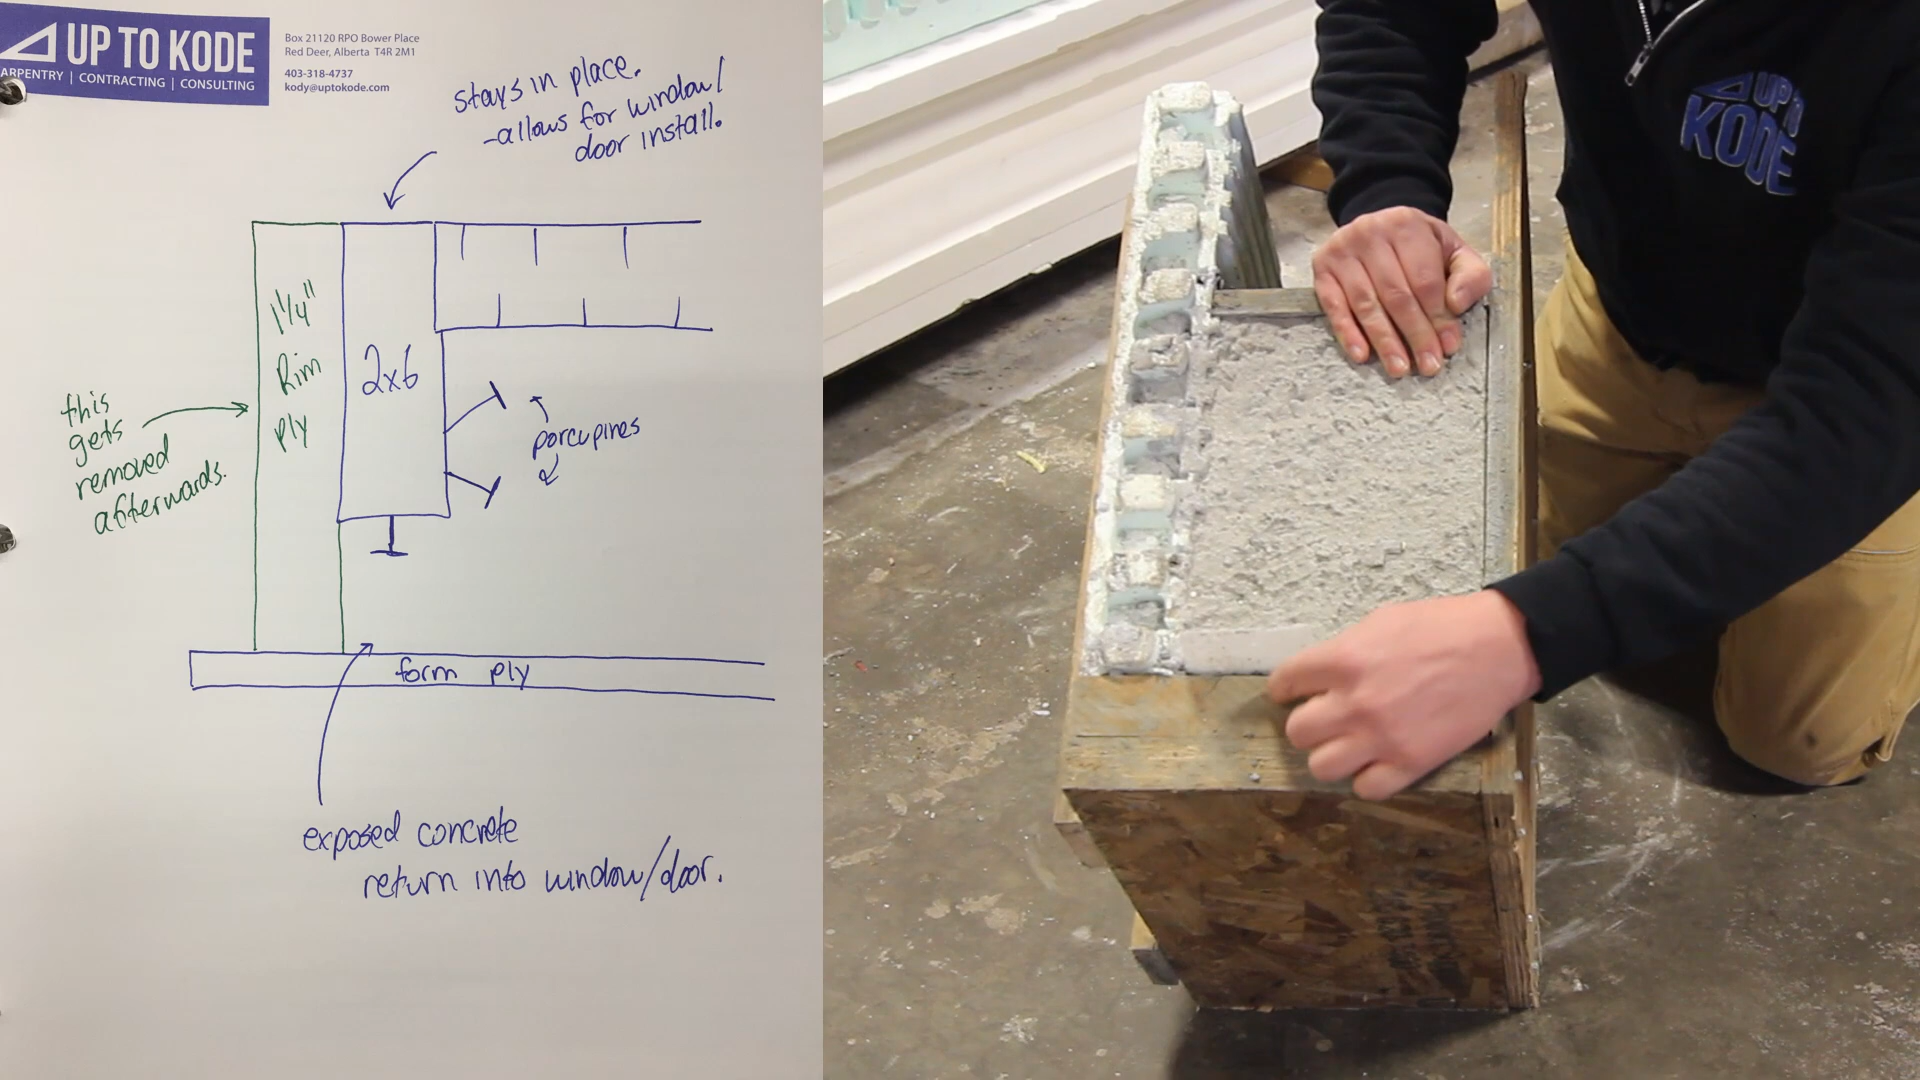 UP TO KODE
ARPENTRY | CONTRACTING | CONSULTING
Box 21120 RPO Bower Place
Red Deer, Alberta T4R 2M1
403-318-4737
kody@uptokode.com
stays in place.
-allows for window/
door install.
1 1/4"
Rim
Ply
2x6
this
gets
removed
afterwards.
porcupines
form ply
exposed concrete
return into window/door.
UP TO
KODE